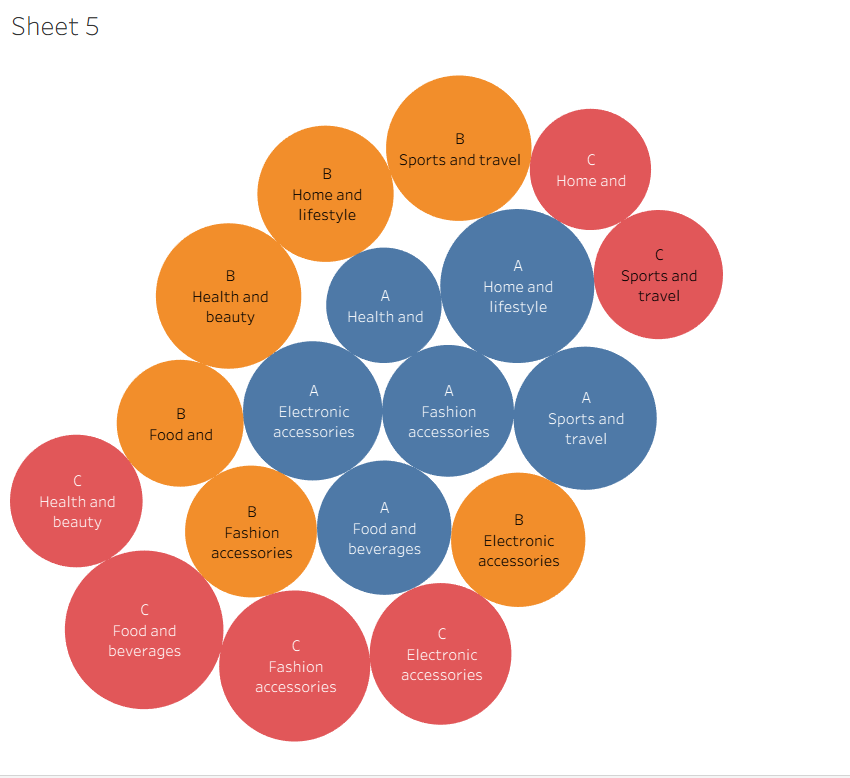 Sheet 5
B
Sports and travel
C
Home and
B
Home and
lifestyle
C
Sports and
travel
A
Home and
lifestyle
B
Health and
beauty
A
Health and
A
Electronic
accessories
A
Fashion
accessories
A
Sports and
travel
B
Food and
C
Health and
beauty
B
Fashion
accessories
A
Food and
beverages
B
Electronic
accessories
C
Food and
beverages
C
Fashion
accessories
C
Electronic
accessories